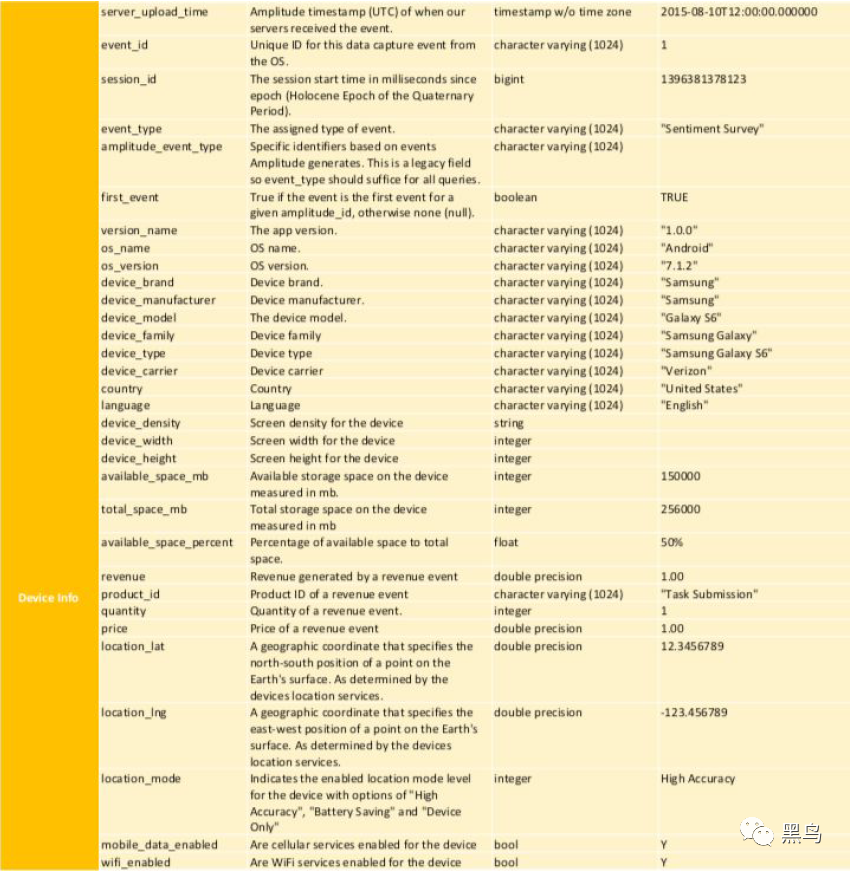 server_upload_time Amplitude timestamp (UTC) of when our timestamp w/o time zone 2015-08-10T12:00:00.000000
servers received the event.
event_id Unique ID for this data capture event from character varying (1024) 1
the OS.
session_id The session start time in milliseconds since bigint 1396381378123
epoch (Holocene Epoch of the Quaternary
Period).
event_type The assigned type of event. character varying (1024) "Sentiment Survey"
amplitude_event_type Specific identifiers based on events character varying (1024)
Amplitude generates. This is a legacy field
so event_type should suffice for all queries.
first_event True if the event is the first event for a boolean TRUE
given amplitude_id, otherwise none (null).
version_name The app version. character varying (1024) "1.0.0"
os_name OS name. character varying (1024) "Android"
os_version OS version. character varying (1024) "7.1.2"
device_brand Device brand. character varying (1024) "Samsung"
device_manufacturer Device manufacturer. character varying (1024) "Samsung"
device_model The device model. character varying (1024) "Galaxy S6"
device_family Device family character varying (1024) "Samsung Galaxy"
device_type Device type character varying (1024) "Samsung Galaxy S6"
device_carrier Device carrier character varying (1024) "Verizon"
country Country character varying (1024) "United States"
language Language character varying (1024) "English"
device_density Screen density for the device string
device_width Screen width for the device integer
device_height Screen height for the device integer
available_space_mb Available storage space on the device integer 150000
measured in mb.
total_space_mb Total storage space on the device integer 256000
measured in mb
available_space_percent Percentage of available space to total float 50%
space.
Device Info
revenue Revenue generated by a revenue event double precision 1.00
product_id Product ID of a revenue event character varying (1024) "Task Submission"
quantity Quantity of a revenue event. integer 1
price Price of a revenue event double precision 1.00
location_lat A geographic coordinate that specifies the double precision 12.3456789
north-south position of a point on the
Earth's surface. As determined by the
devices location services.
location_lng A geographic coordinate that specifies the double precision -123.456789
east-west position of a point on the Earth's
surface. As determined by the devices
location services.
location_mode Indicates the enabled location mode level integer High Accuracy
for the device with options of "High
Accuracy", "Battery Saving" and "Device
Only"
mobile_data_enabled Are cellular services enabled for the device bool Y
wifi_enabled Are WiFi services enabled for the device bool Y
黑鸟